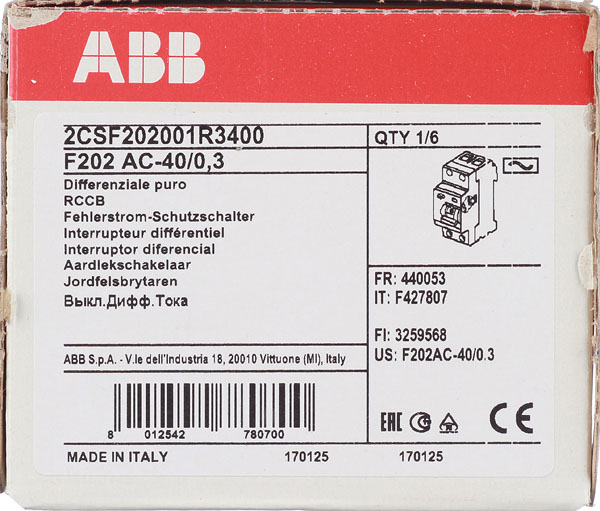 ABB
2CSF202001R3400
QTY 1/6
F202 AC-40/0,3
Differenziale puro
RCCB
Fehlerstrom-Schutzschalter
Interrupteur différentiel
Interruptor diferencial
Aardlekschakelaar
Jordfelsbrytaren
Выкл.Дифф.Тока
FR: 440053
IT: F427807
FI: 3259568
US: F202AC-40/0.3
ABB S.p.A. - V.le dell'Industria 18, 20010 Vittuone (MI), Italy
8 012542 780700
EAC
CE
MADE IN ITALY 170125 170125